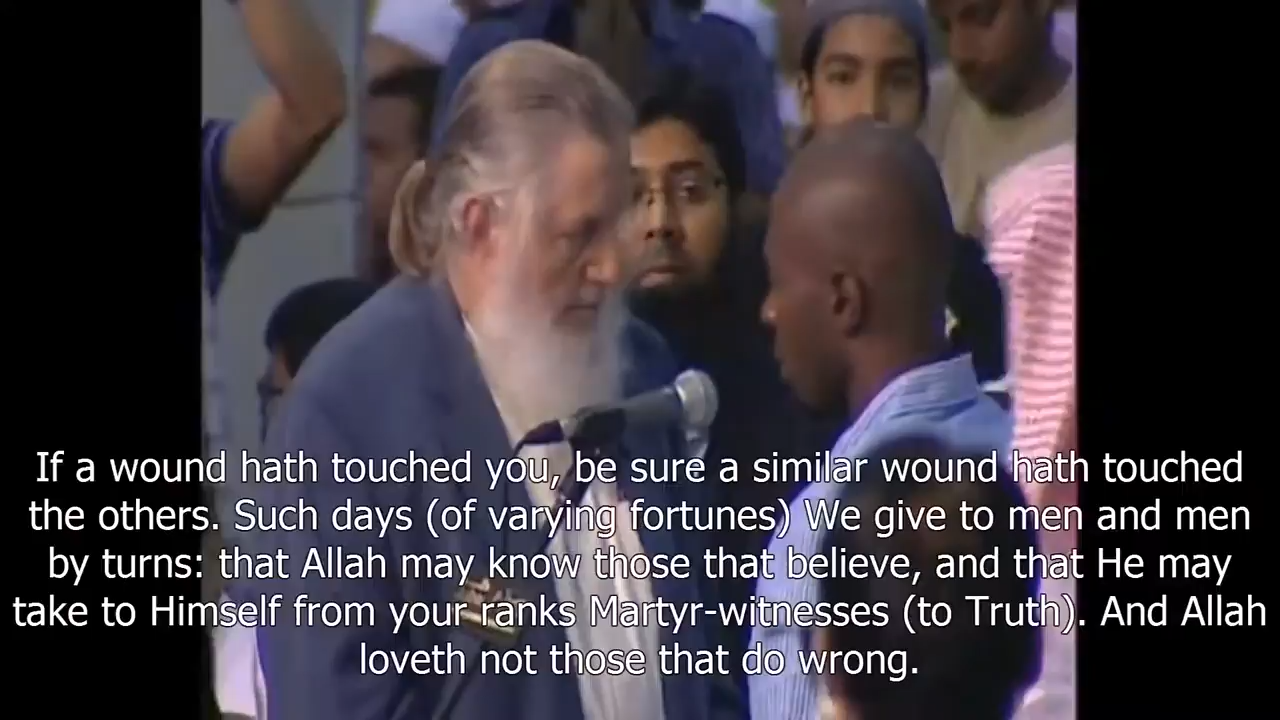 If a wound hath touched you, be sure a similar wound hath touched
the others. Such days (of varying fortunes) We give to men and men
by turns: that Allah may know those that believe, and that He may
take to Himself from your ranks Martyr-witnesses (to Truth). And Allah
loveth not those that do wrong.